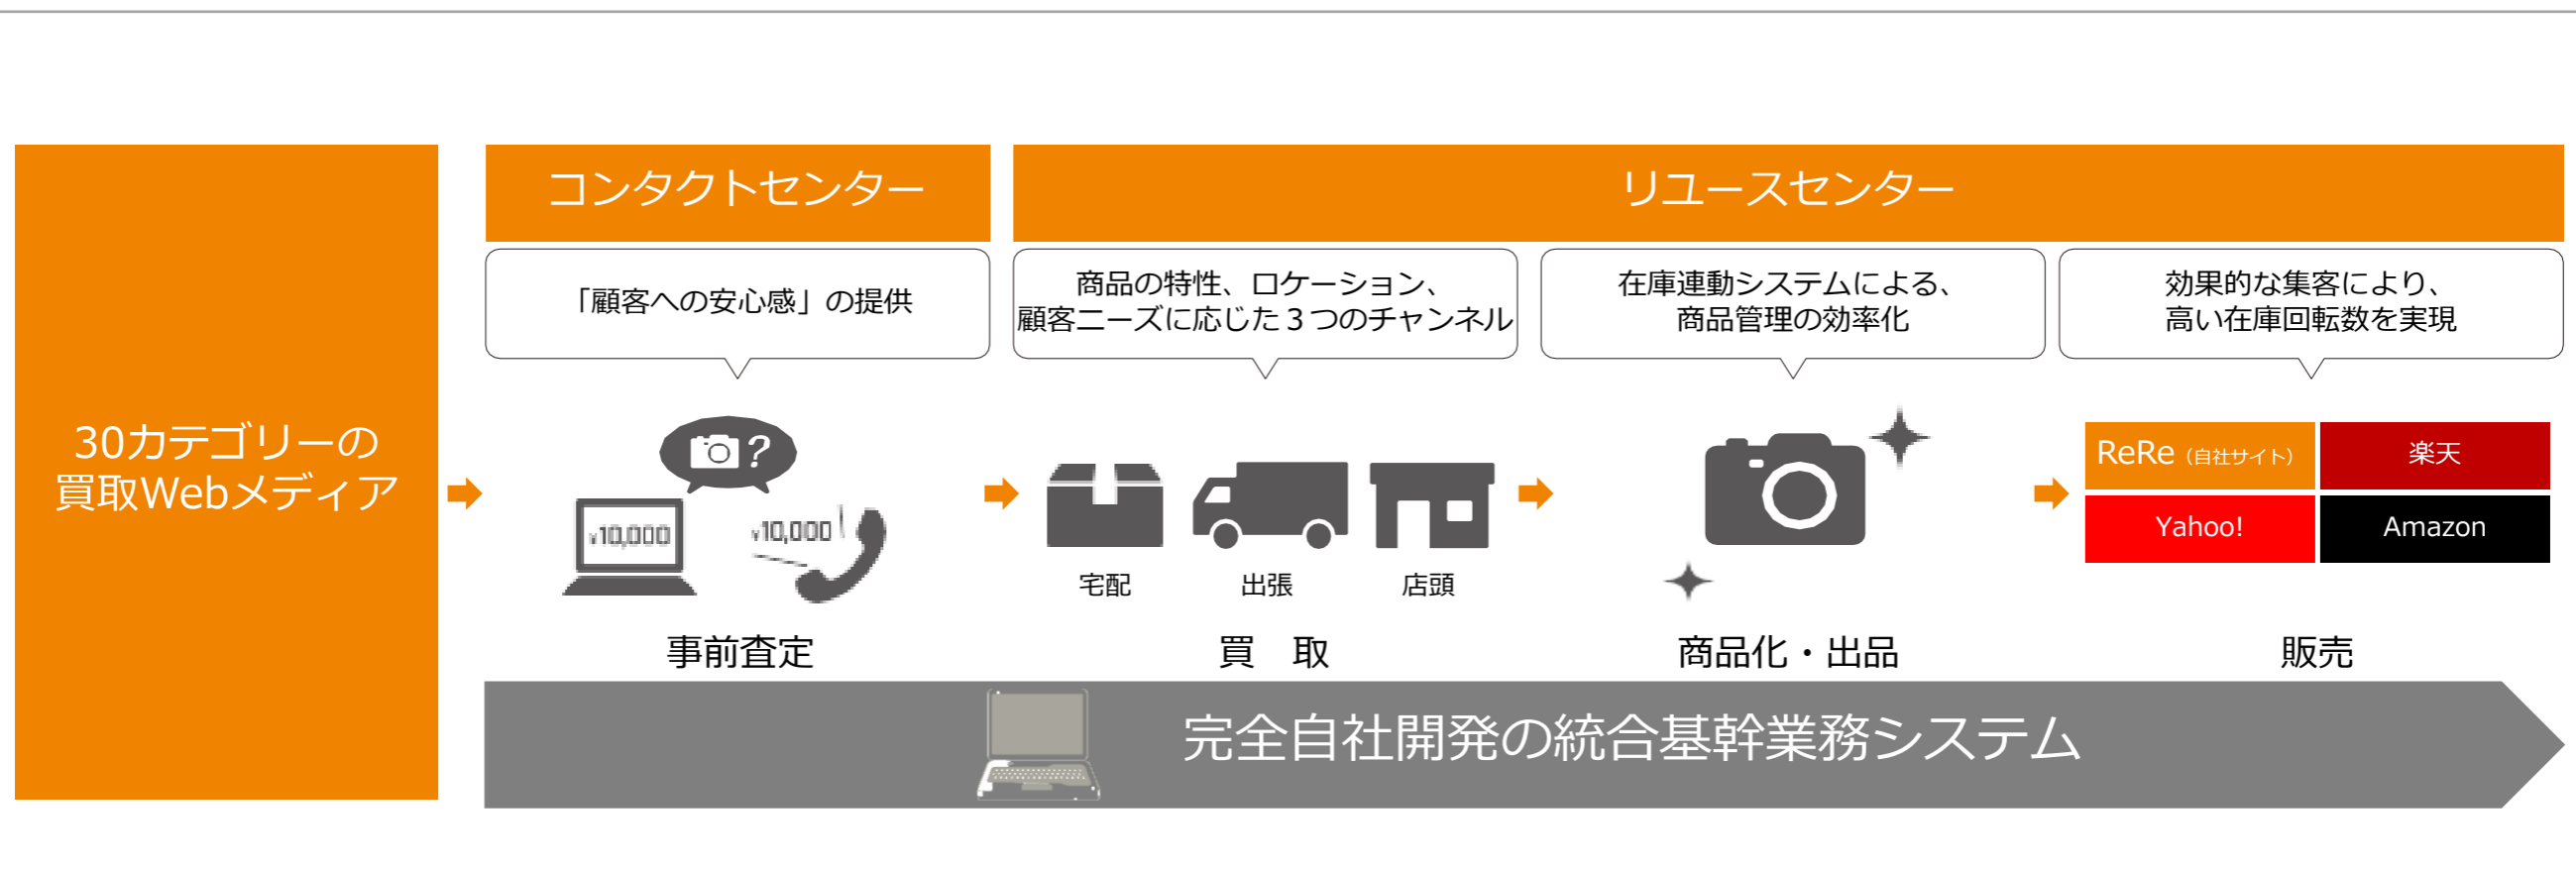 30カテゴリーの
買取Webメディア
コンタクトセンター
「顧客への安心感」の提供
¥10,000
¥10,000
?
事前査定
リユースセンター
商品の特性、ロケーション、
顧客ニーズに応じた３つのチャンネル
宅配
出張
店頭
買　取
在庫連動システムによる、
商品管理の効率化
商品化・出品
効果的な集客により、
高い在庫回転数を実現
ReRe（自社サイト）
楽天
Yahoo!
Amazon
販売
完全自社開発の統合基幹業務システム